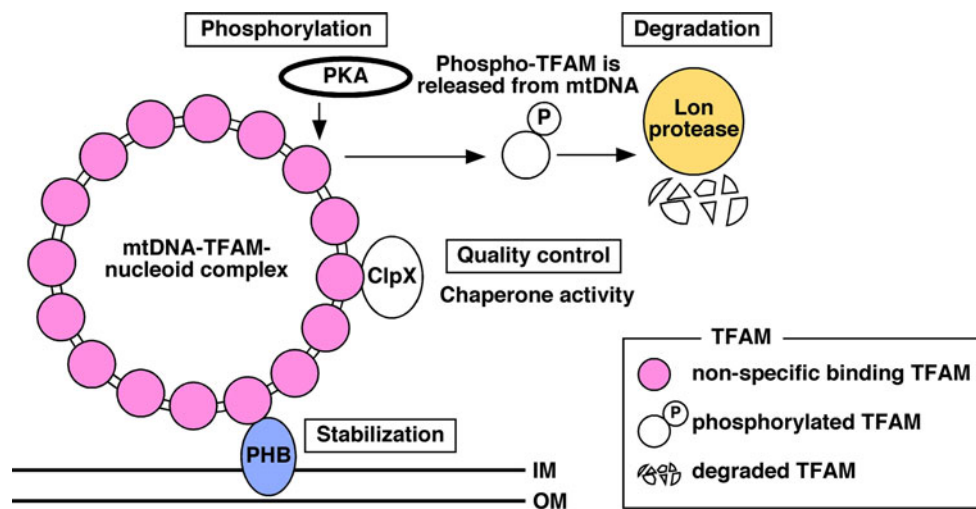 Phosphorylation
Degradation
PKA
Phospho-TFAM is
released from mtDNA
P
Lon
protease
mtDNA-TFAM-
nucleoid complex
ClpX
Quality control
Chaperone activity
TFAM
non-specific binding TFAM
P
phosphorylated TFAM
degraded TFAM
Stabilization
PHB
IM
OM